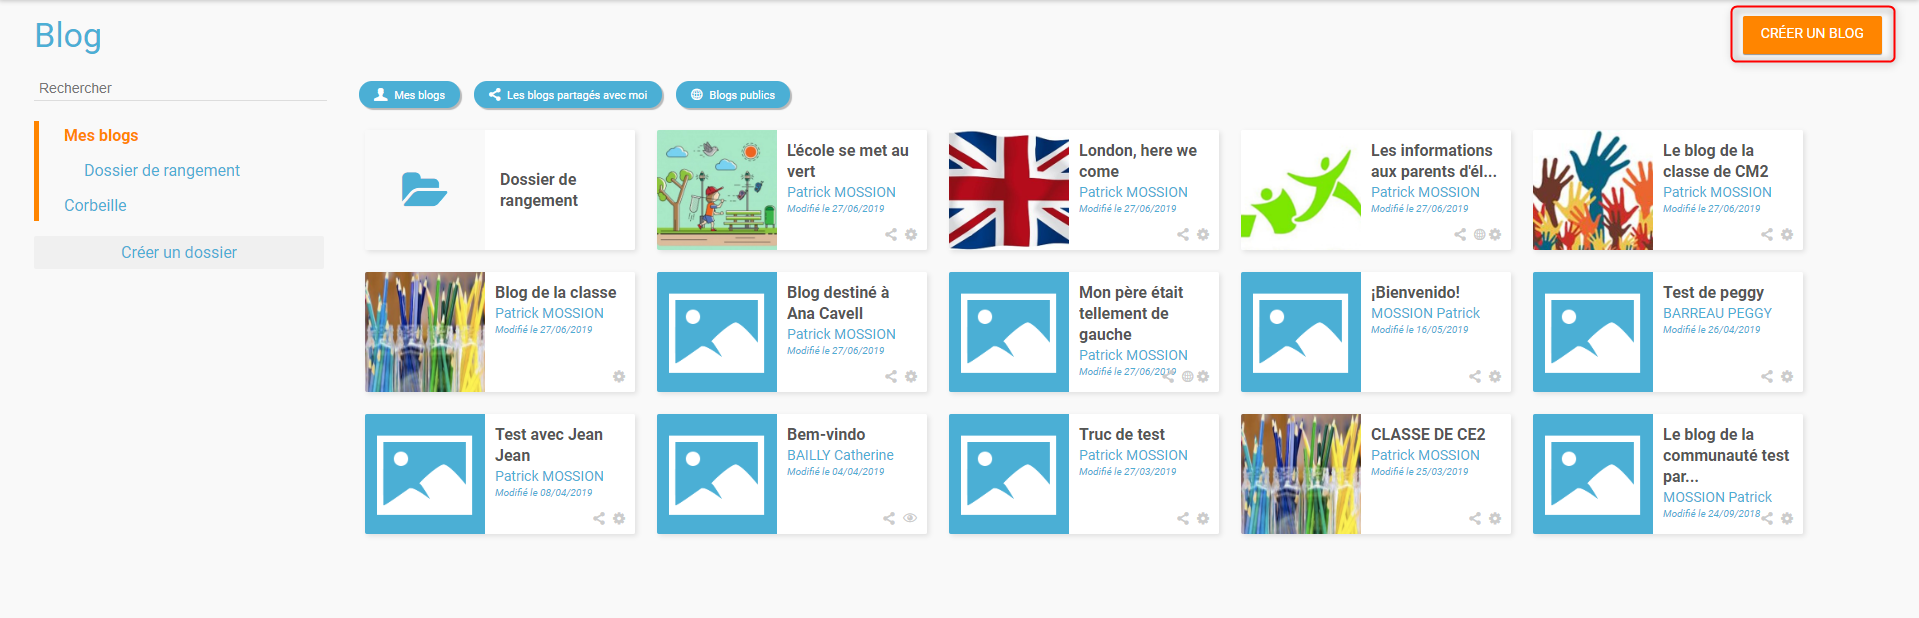 Blog
CRÉER UN BLOG
Rechercher
Mes blogs
Dossier de rangement
Corbeille
Créer un dossier
Mes blogs
Les blogs partagés avec moi
Blogs publics
Dossier de
rangement
L'école se met au
vert
Patrick MOSSION
Modifié le 27/06/2019
London, here we
come
Patrick MOSSION
Modifié le 27/06/2019
Les informations
aux parents d'él...
Patrick MOSSION
Modifié le 27/06/2019
Le blog de la
classe de CM2
Patrick MOSSION
Modifié le 27/06/2019
Blog de la classe
Patrick MOSSION
Modifié le 27/06/2019
Blog destiné à
Ana Cavell
Patrick MOSSION
Modifié le 27/06/2019
Mon père était
tellement de
gauche
Patrick MOSSION
Modifié le 27/06/2019
¡Bienvenido!
MOSSION Patrick
Modifié le 16/05/2019
Test de peggy
BARREAU PEGGY
Modifié le 26/04/2019
Test avec Jean
Jean
Patrick MOSSION
Modifié le 08/04/2019
Bem-vindo
BAILLY Catherine
Modifié le 04/04/2019
Truc de test
Patrick MOSSION
Modifié le 27/03/2019
CLASSE DE CE2
Patrick MOSSION
Modifié le 25/03/2019
Le blog de la
communauté test
par...
MOSSION Patrick
Modifié le 24/09/2018